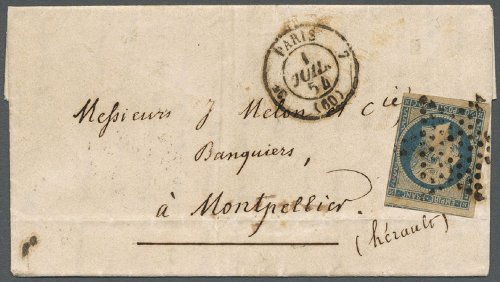 PARIS
1
JUIL.
54
(60)
Messieurs J Melon et Cie
Banquiers,
à Montpellier.
(hérault)